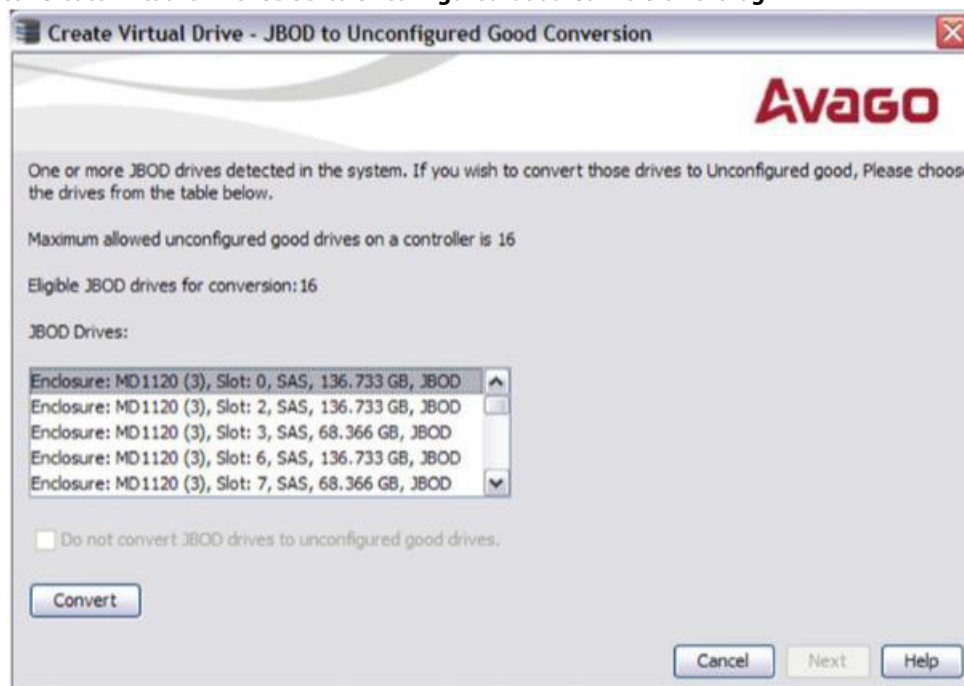 Create Virtual Drive - JBOD to Unconfigured Good Conversion
Avago
One or more JBOD drives detected in the system. If you wish to convert those drives to Unconfigured good, Please choose
the drives from the table below.
Maximum allowed unconfigured good drives on a controller is 16
Eligible JBOD drives for conversion:16
JBOD Drives:
Enclosure: MD1120 (3), Slot: 0, SAS, 136.733 GB, JBOD
Enclosure: MD1120 (3), Slot: 2, SAS, 136.733 GB, JBOD
Enclosure: MD1120 (3), Slot: 3, SAS, 68.366 GB, JBOD
Enclosure: MD1120 (3), Slot: 6, SAS, 136.733 GB, JBOD
Enclosure: MD1120 (3), Slot: 7, SAS, 68.366 GB, JBOD
Do not convert JBOD drives to unconfigured good drives.
Convert
Cancel Next Help